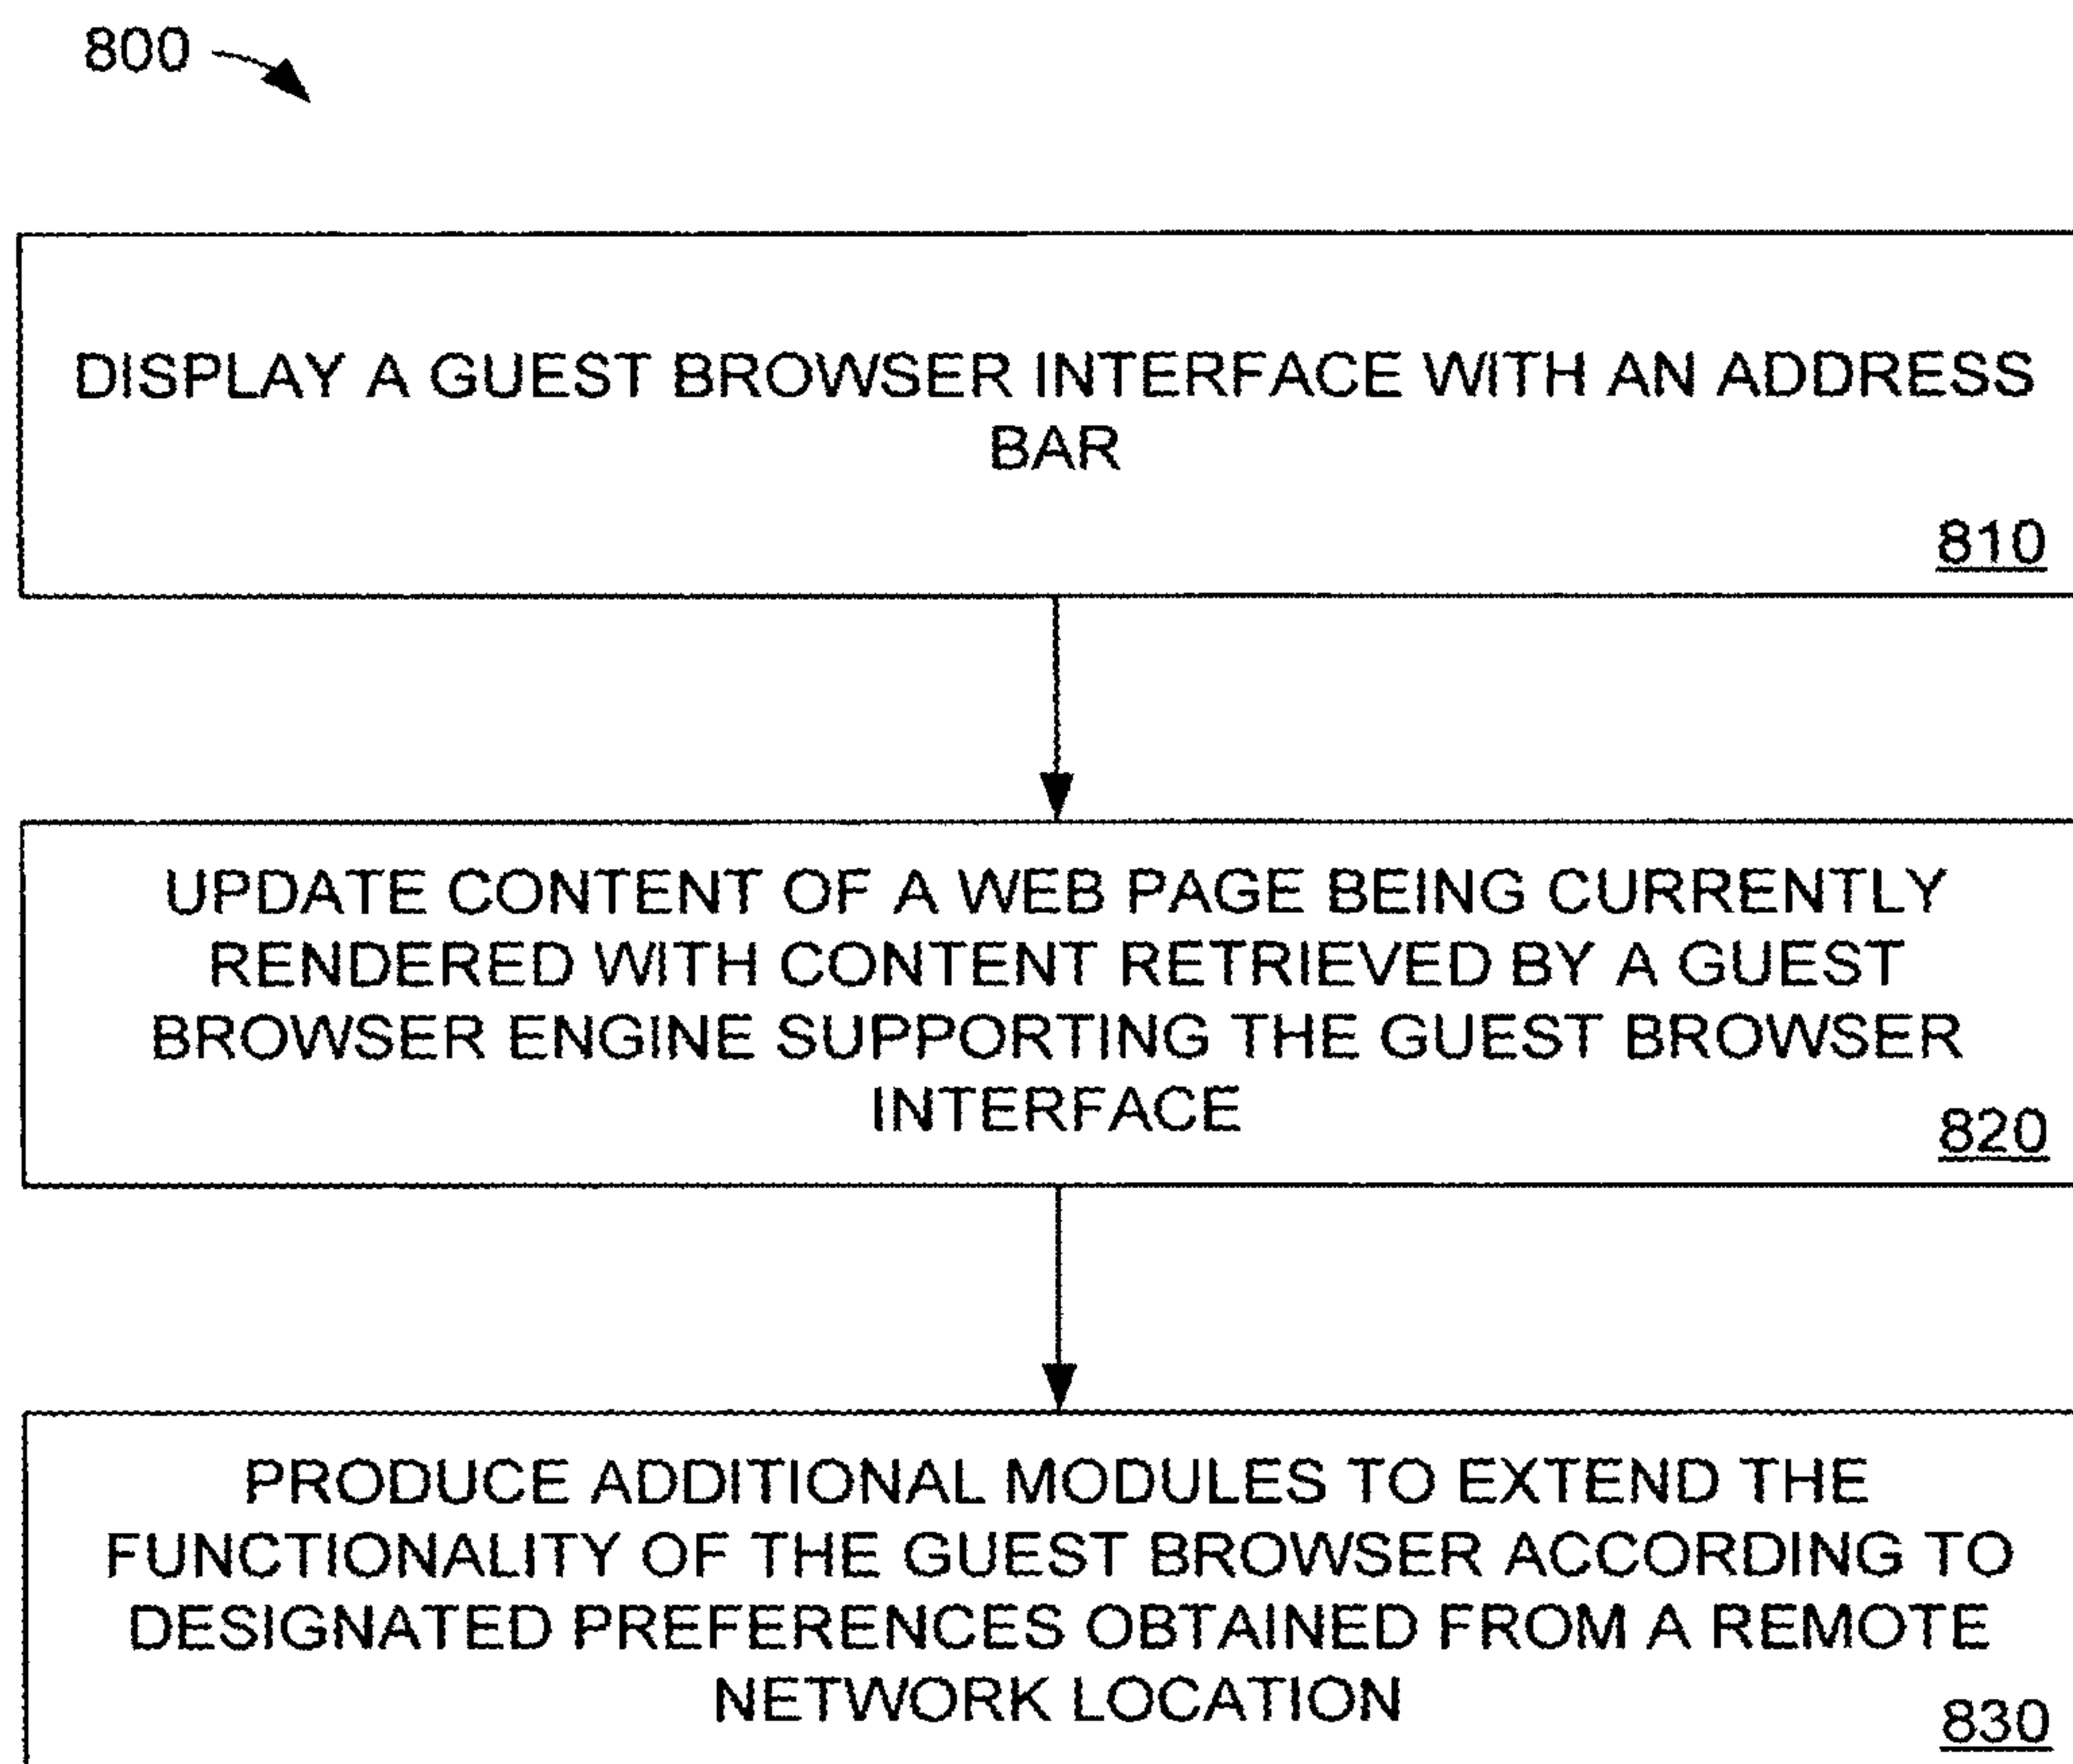 800
DISPLAY A GUEST BROWSER INTERFACE WITH AN ADDRESS
BAR
810
UPDATE CONTENT OF A WEB PAGE BEING CURRENTLY
RENDERED WITH CONTENT RETRIEVED BY A GUEST
BROWSER ENGINE SUPPORTING THE GUEST BROWSER
INTERFACE
820
PRODUCE ADDITIONAL MODULES TO EXTEND THE
FUNCTIONALITY OF THE GUEST BROWSER ACCORDING TO
DESIGNATED PREFERENCES OBTAINED FROM A REMOTE
NETWORK LOCATION
830